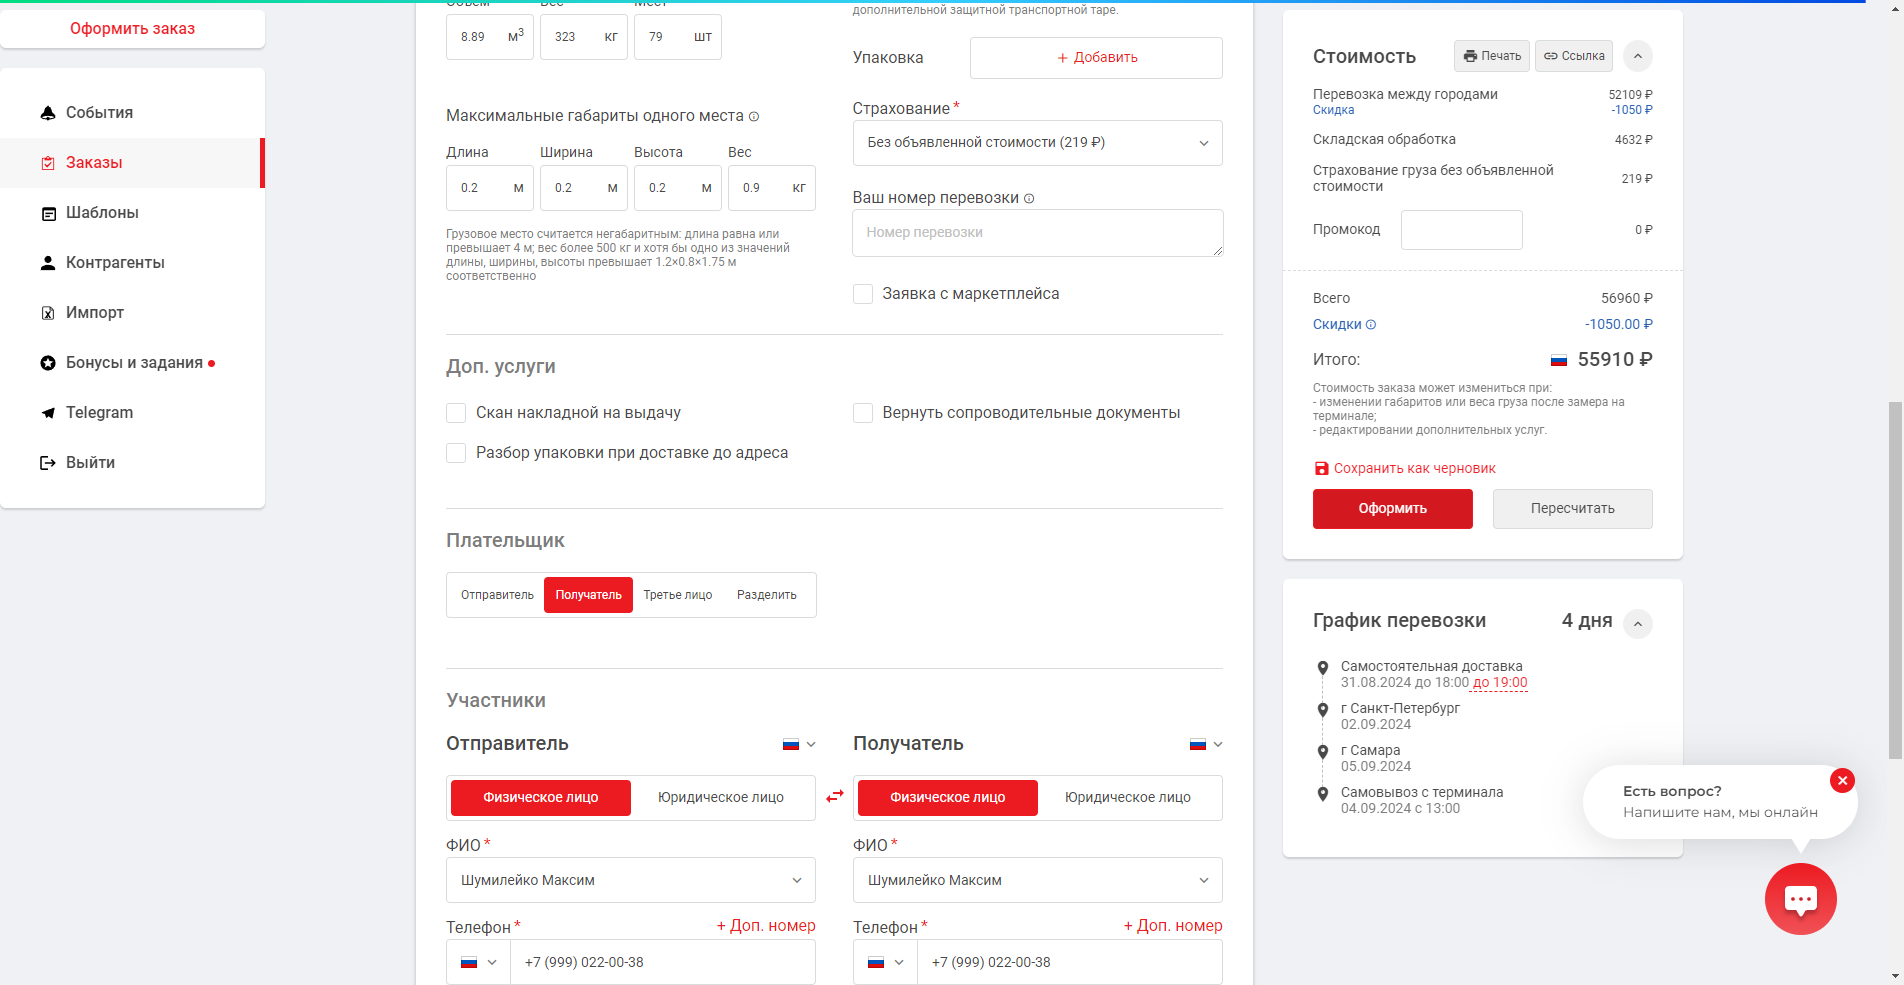 Оформить заказ
События
Заказы
Шаблоны
Контрагенты
Импорт
Бонусы и задания
Telegram
Выйти
Объем Вес Мест
8.89 м3 323 кг 79 шт
Максимальные габариты одного места
Длина Ширина Высота Вес
0.2 м 0.2 м 0.2 м 0.9 кг
Грузовое место считается негабаритным: длина равна или
превышает 4 м; вес более 500 кг и хотя бы одно из значений
длины, ширины, высоты превышает 1.2×0.8×1.75 м
соответственно
дополнительной защитной транспортной таре.
Упаковка + Добавить
Страхование *
Без объявленной стоимости (219 ₽)
Ваш номер перевозки
Номер перевозки
Заявка с маркетплейса
Доп. услуги
Скан накладной на выдачу
Вернуть сопроводительные документы
Разбор упаковки при доставке до адреса
Плательщик
Отправитель Получатель Третье лицо Разделить
Участники
Отправитель
Физическое лицо Юридическое лицо
ФИО *
Шумилейко Максим
Телефон * + Доп. номер
+7 (999) 022-00-38
Получатель
Физическое лицо Юридическое лицо
ФИО *
Шумилейко Максим
Телефон * + Доп. номер
+7 (999) 022-00-38
Стоимость Печать Ссылка
Перевозка между городами 52109 ₽
Скидка -1050 ₽
Складская обработка 4632 ₽
Страхование груза без объявленной
стоимости 219 ₽
Промокод 0 ₽
Всего 56960 ₽
Скидки -1050.00 ₽
Итого: 55910 ₽
Стоимость заказа может измениться при:
- изменении габаритов или веса груза после замера на
терминале;
- редактировании дополнительных услуг.
Сохранить как черновик
Оформить Пересчитать
График перевозки 4 дня
Самостоятельная доставка
31.08.2024 до 18:00 до 19:00
г Санкт-Петербург
02.09.2024
г Самара
05.09.2024
Самовывоз с терминала
04.09.2024 с 13:00
Есть вопрос?
Напишите нам, мы онлайн